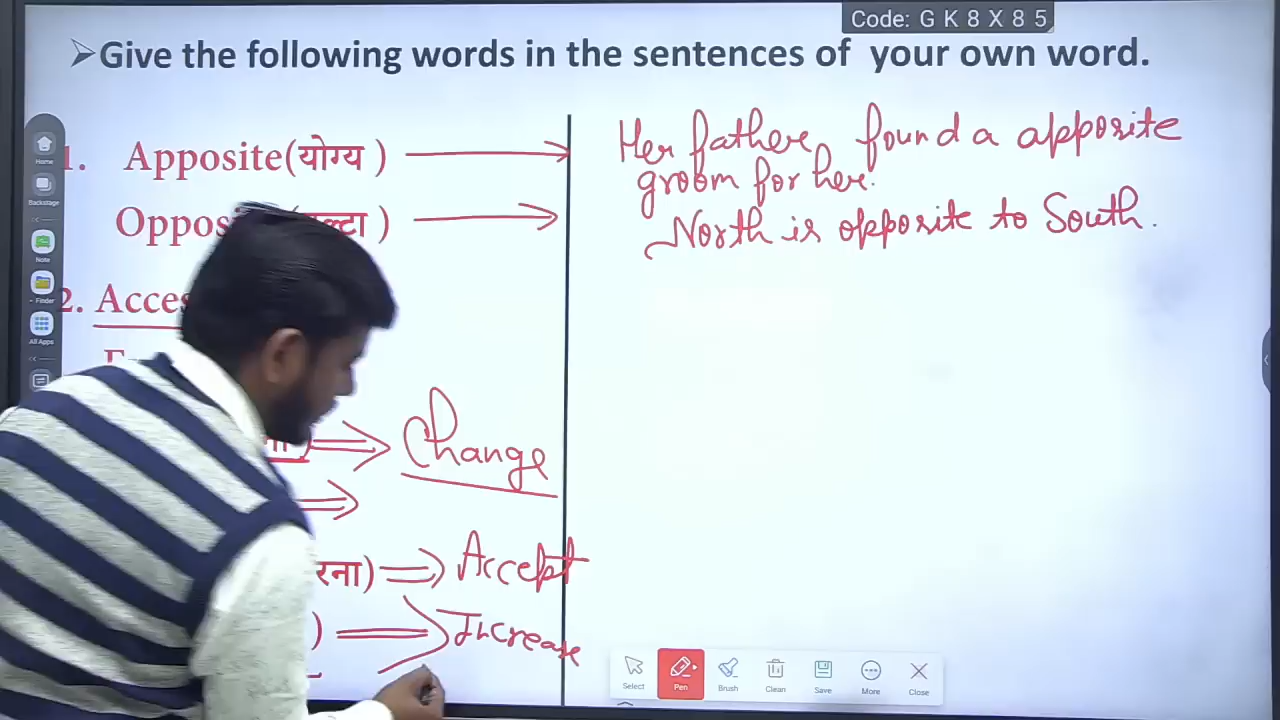 Code: G K 8 X 8 5
➢Give the following words in the sentences of your own word.
1. Apposite(योग्य )
Her father found a apposite
groom for her.
North is opposite to South.
2.
Change
रना)
Accept
)
Increase
Home
Backstage
Note
Finder
All Apps
Select
Pen
Brush
Clean
Save
More
Close